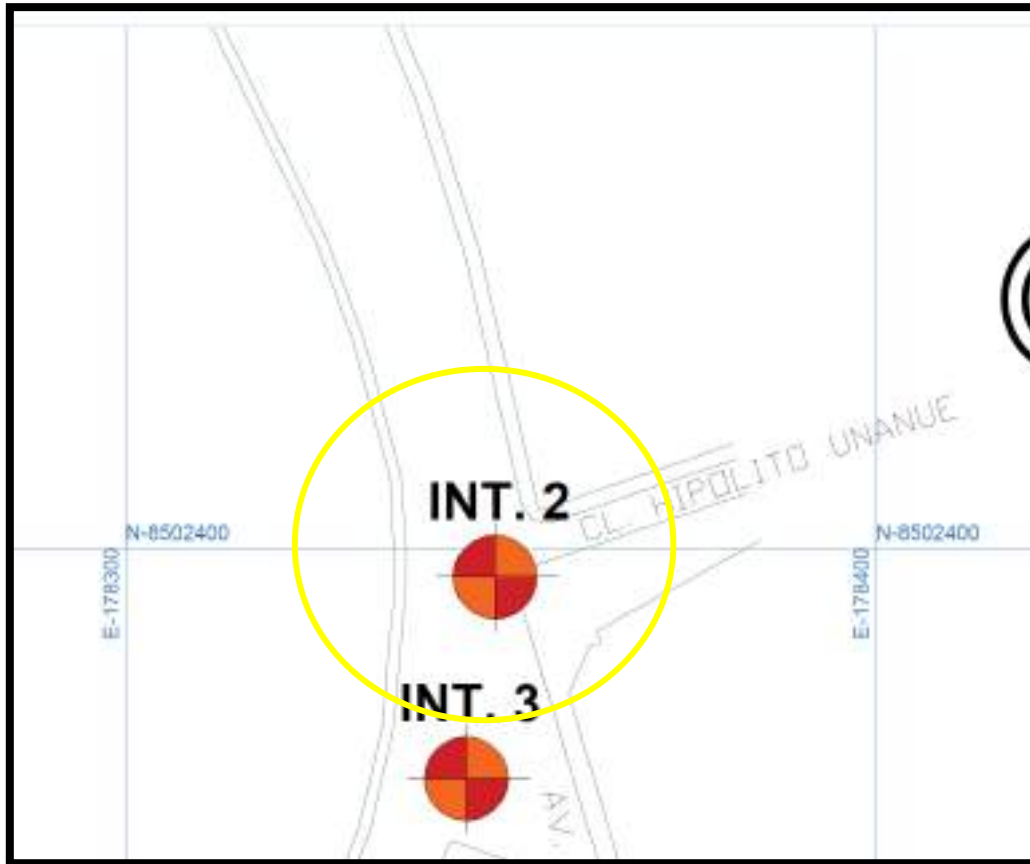 CL. HIPOLITO UNANUE
INT. 2
N-8502400
N-8502400
E-178300
E-178400
INT. 3
AV.